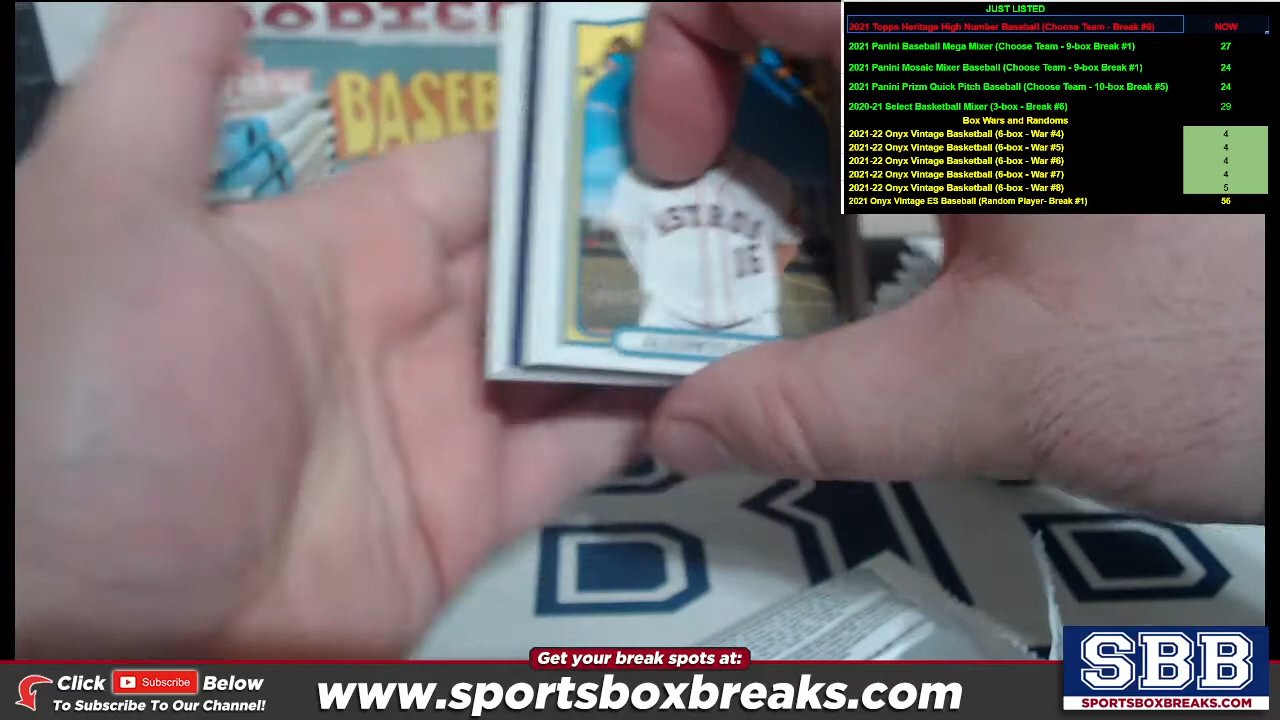 JUST LISTED
2021 Topps Heritage High Number Baseball (Choose Team - Break #6) NOW
2021 Panini Baseball Mega Mixer (Choose Team - 9-box Break #1) 27
2021 Panini Mosaic Mixer Baseball (Choose Team - 9-box Break #1) 24
2021 Panini Prizm Quick Pitch Baseball (Choose Team - 10-box Break #5) 24
2020-21 Select Basketball Mixer (3-box - Break #6) 29
Box Wars and Randoms
2021-22 Onyx Vintage Basketball (6-box - War #4) 4
2021-22 Onyx Vintage Basketball (6-box - War #5) 4
2021-22 Onyx Vintage Basketball (6-box - War #6) 4
2021-22 Onyx Vintage Basketball (6-box - War #7) 4
2021-22 Onyx Vintage Basketball (6-box - War #8) 5
2021 Onyx Vintage ES Baseball (Random Player- Break #1) 56
BASEB
ASTROS
16
Get your break spots at:
Click Subscribe Below
To Subscribe To Our Channel!
www.sportsboxbreaks.com
SBB
SPORTSBOXBREAKS.COM